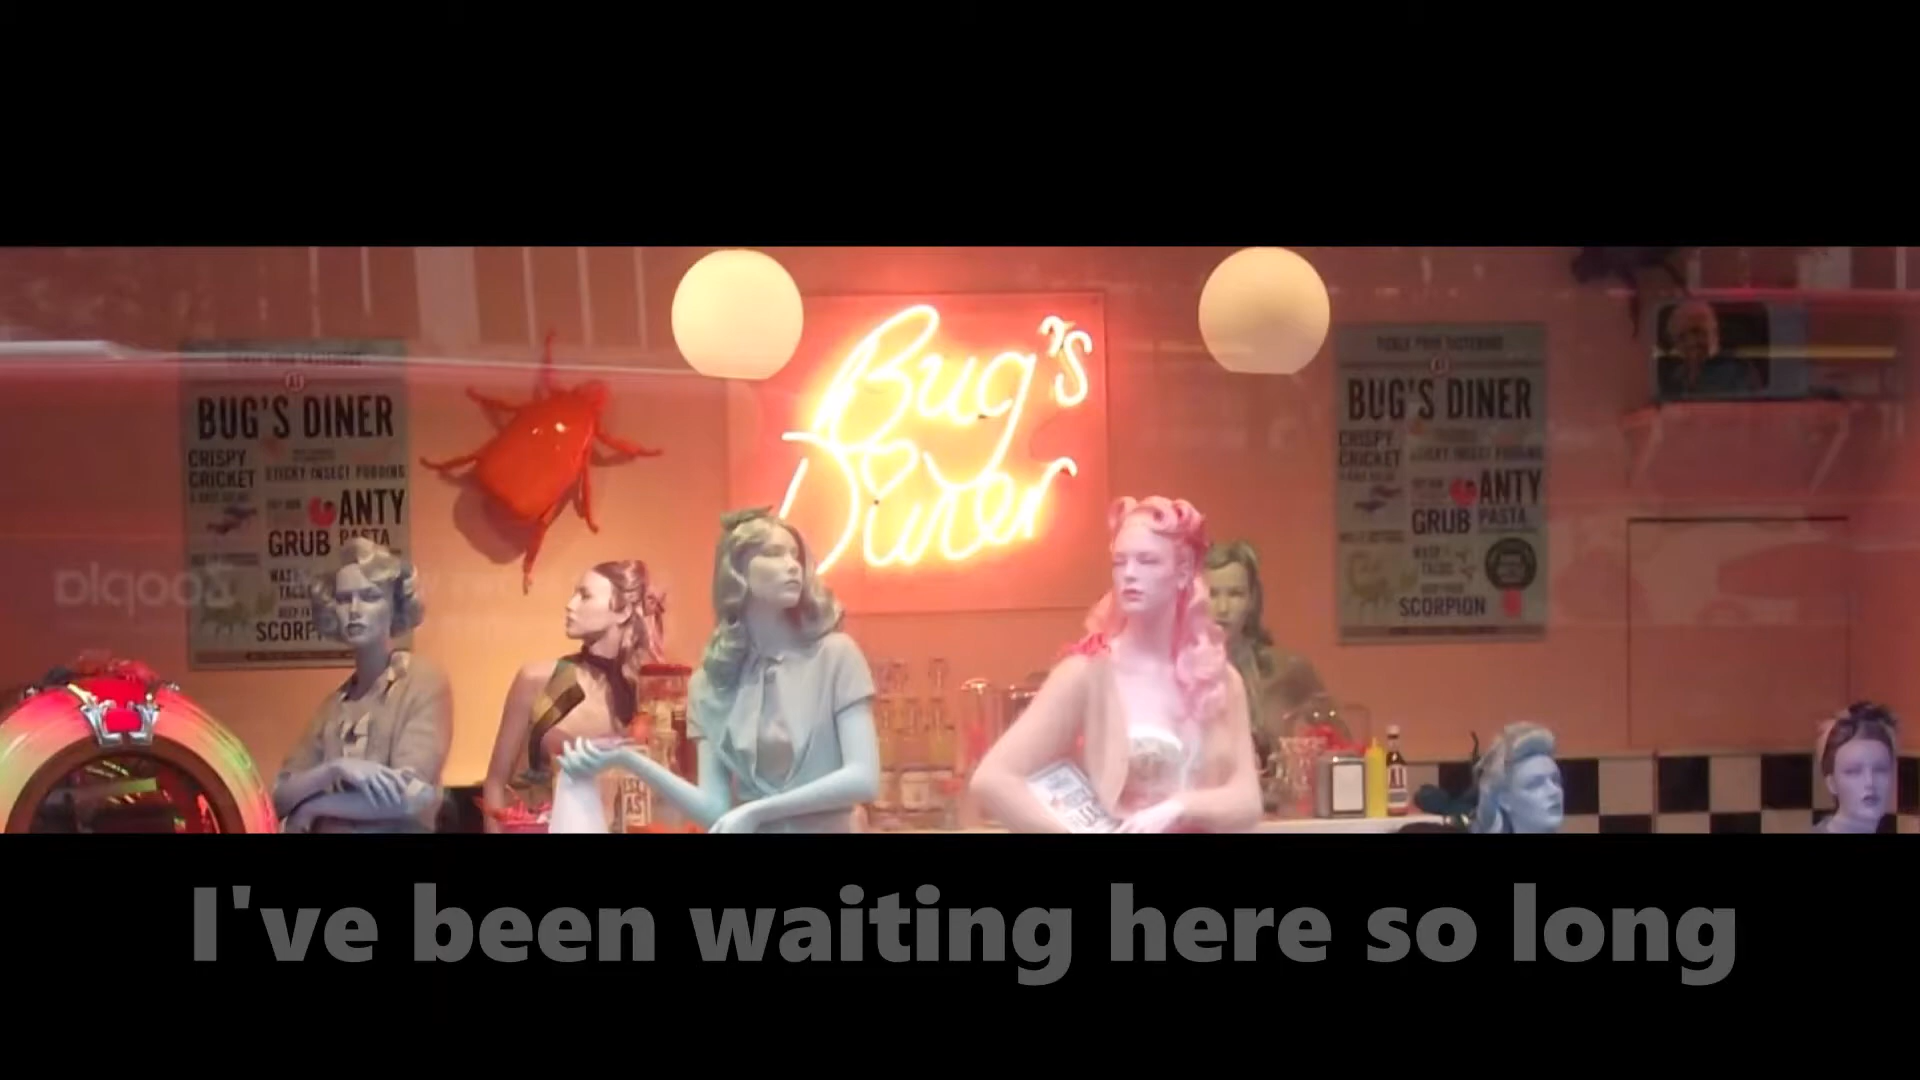 Bug's
Diner
BUG'S DINER
CRISPY
CRICKET
STICKY INSECT PUDDING
ANTY
GRUB PASTA
SCORP
Zoopla
BUG'S DINER
CRISPY
CRICKET
STICKY INSECT PUDDING
ANTY
GRUB PASTA
SCORPION
I've been waiting here so long